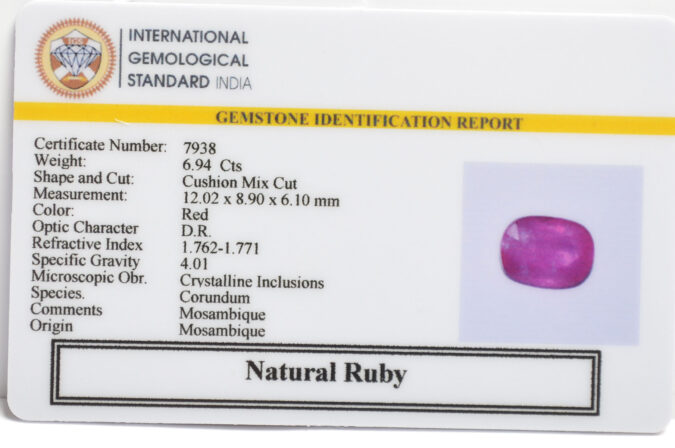 IGS
INTERNATIONAL
GEMOLOGICAL
STANDARD INDIA
GEMSTONE IDENTIFICATION REPORT
Certificate Number: 7938
Weight: 6.94 Cts
Shape and Cut: Cushion Mix Cut
Measurement: 12.02 x 8.90 x 6.10 mm
Color: Red
Optic Character D.R.
Refractive Index 1.762-1.771
Specific Gravity 4.01
Microscopic Obr. Crystalline Inclusions
Species. Corundum
Comments Mosambique
Origin Mosambique
Natural Ruby